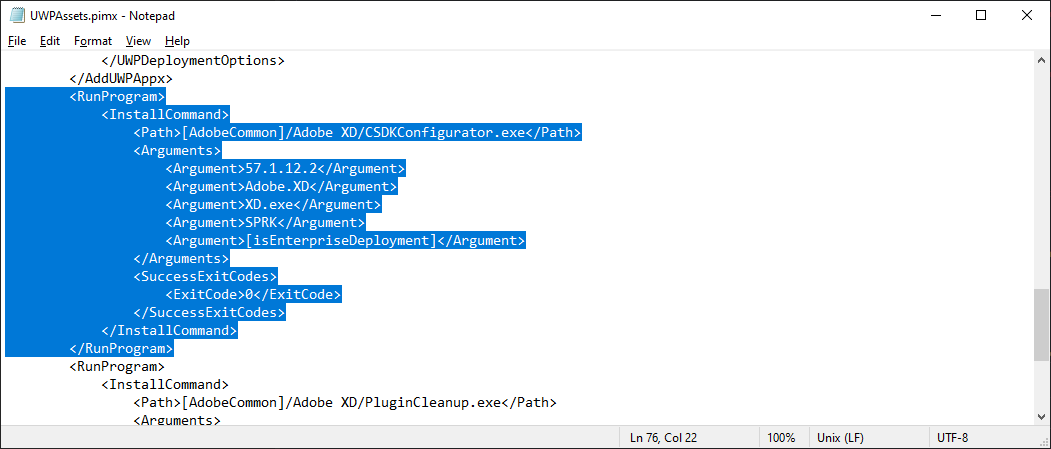 UWPAssets.pimx - Notepad
File Edit Format View Help
</UWPDeploymentOptions>
</AddUWPAppx>
<RunProgram>
<InstallCommand>
<Path>[AdobeCommon]/Adobe XD/CSDKConfigurator.exe</Path>
<Arguments>
<Argument>57.1.12.2</Argument>
<Argument>Adobe.XD</Argument>
<Argument>XD.exe</Argument>
<Argument>SPRK</Argument>
<Argument>[isEnterpriseDeployment]</Argument>
</Arguments>
<SuccessExitCodes>
<ExitCode>0</ExitCode>
</SuccessExitCodes>
</InstallCommand>
</RunProgram>
<RunProgram>
<InstallCommand>
<Path>[AdobeCommon]/Adobe XD/PluginCleanup.exe</Path>
<Arguments>
Ln 76, Col 22 100% Unix (LF) UTF-8